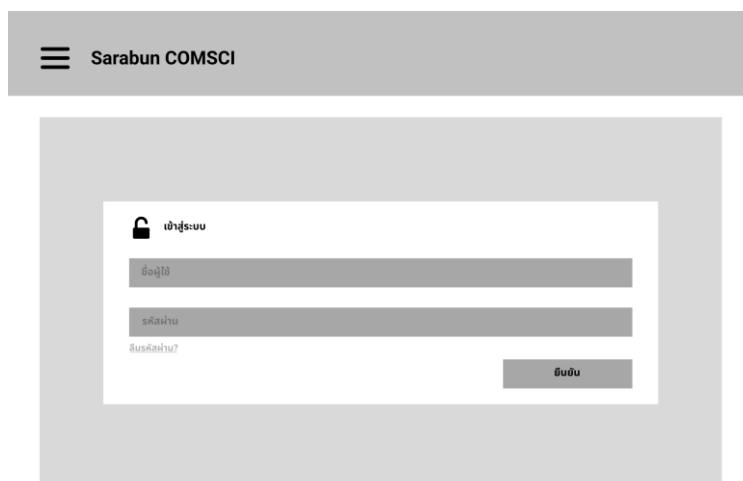 Sarabun COMSCI
เข้าสู่ระบบ
ชื่อผู้ใช้
รหัสผ่าน
ลืมรหัสผ่าน?
ยืนยัน